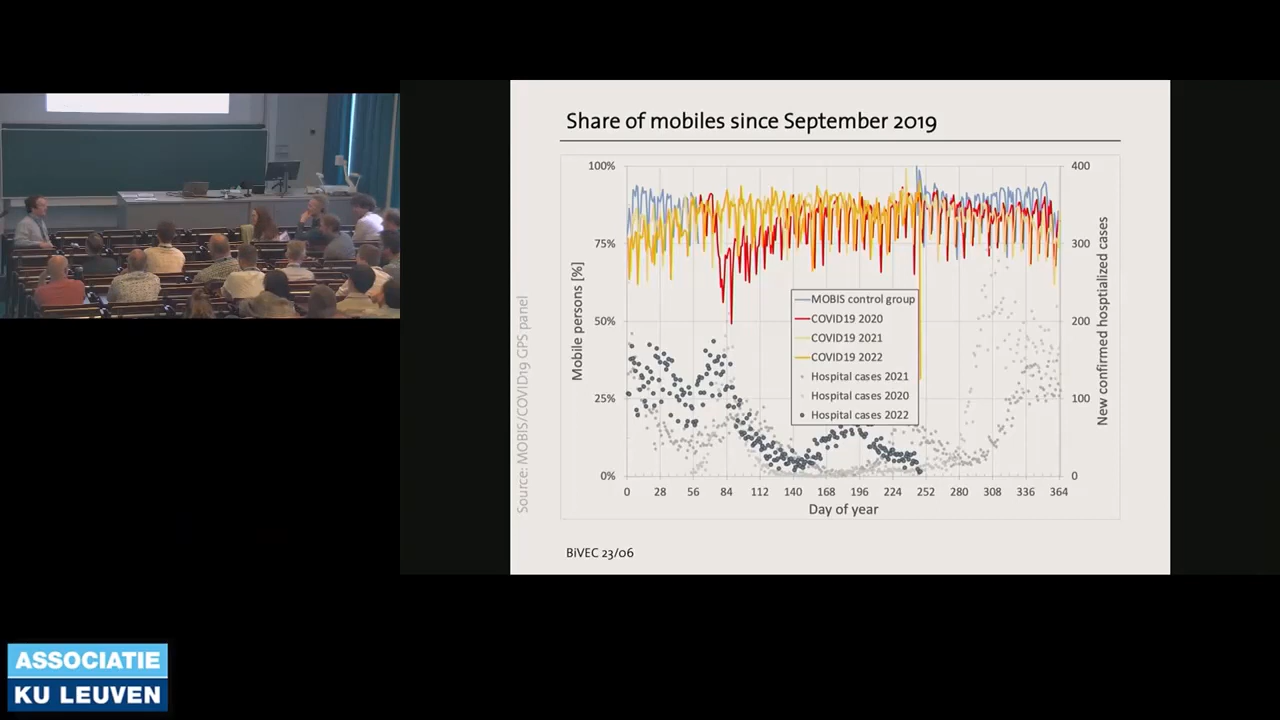 Share of mobiles since September 2019
100%
75%
50%
25%
0%
Mobile persons [%]
400
300
200
100
0
New confirmed hosptialized cases
MOBIS control group
COVID19 2020
COVID19 2021
COVID19 2022
Hospital cases 2021
Hospital cases 2020
Hospital cases 2022
0 28 56 84 112 140 168 196 224 252 280 308 336 364
Day of year
Source: MOBIS/COVID19 GPS panel
BiVEC 23/06
ASSOCIATIE
KU LEUVEN